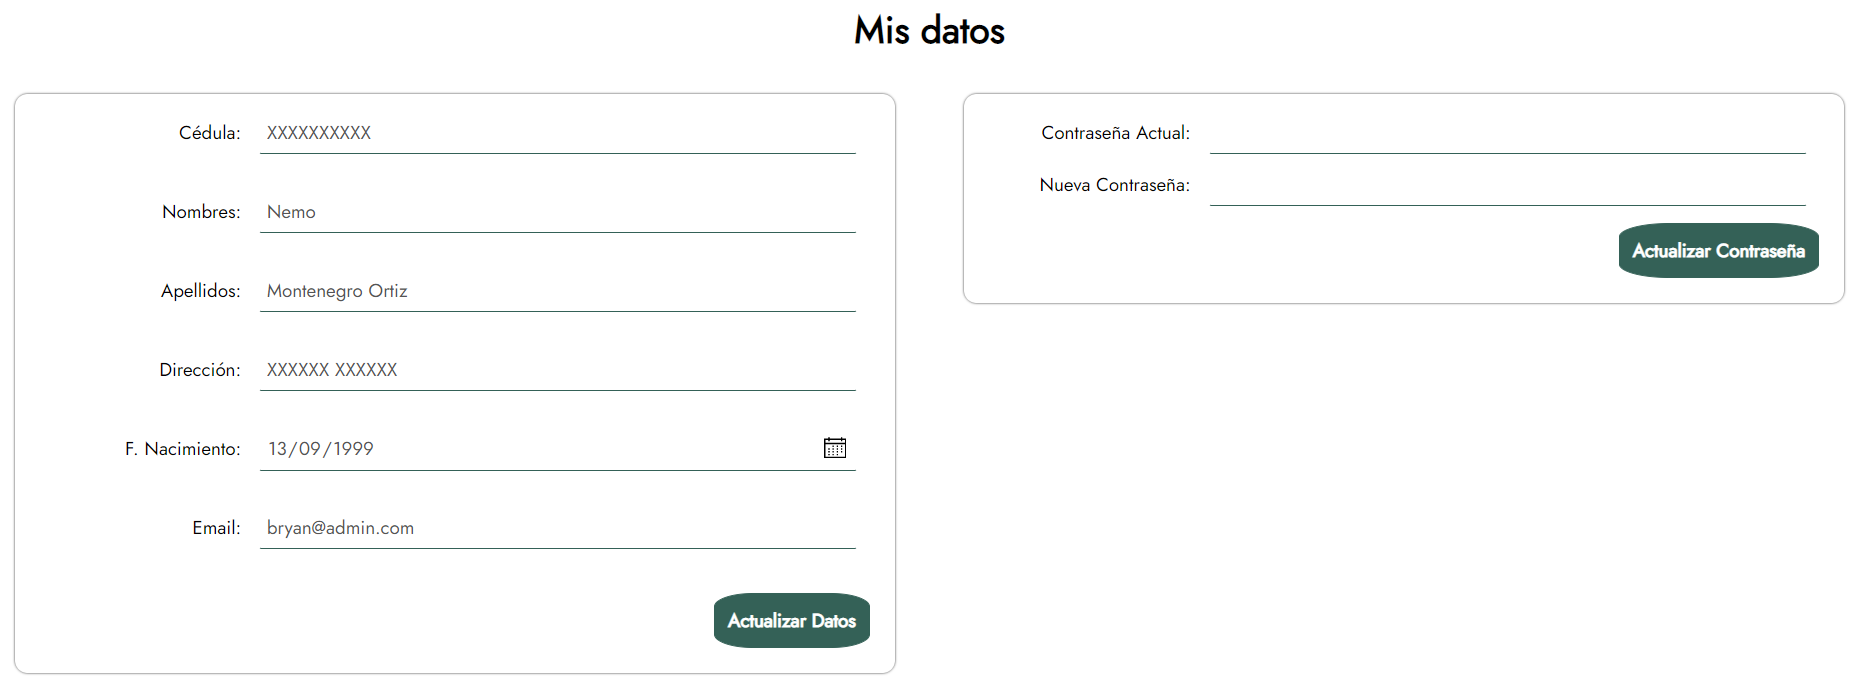 Mis datos
Cédula: XXXXXXXXXX
Nombres: Nemo
Apellidos: Montenegro Ortiz
Dirección: XXXXXX XXXXXX
F. Nacimiento: 13/09/1999
Email: bryan@admin.com
Actualizar Datos
Contraseña Actual:
Nueva Contraseña:
Actualizar Contraseña